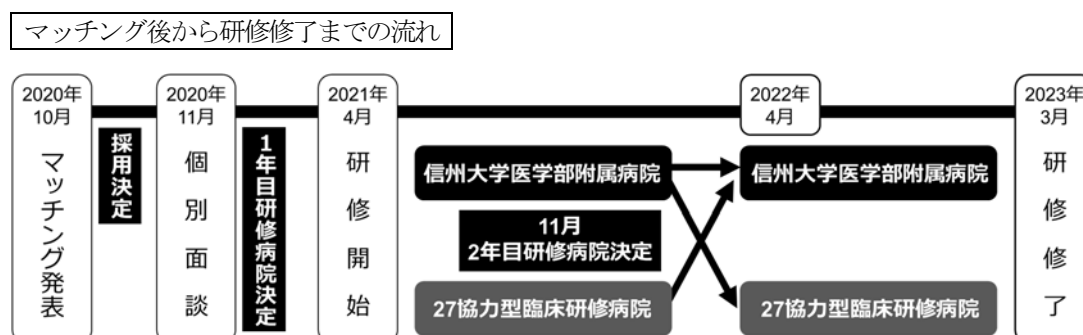 マッチング後から研修修了までの流れ
2020年
10月
マッチング発表
採用決定
2020年
11月
個別面談
1年目研修病院決定
2021年
4月
研修開始
信州大学医学部附属病院
11月
2年目研修病院決定
27協力型臨床研修病院
2022年
4月
信州大学医学部附属病院
27協力型臨床研修病院
2023年
3月
研修修了